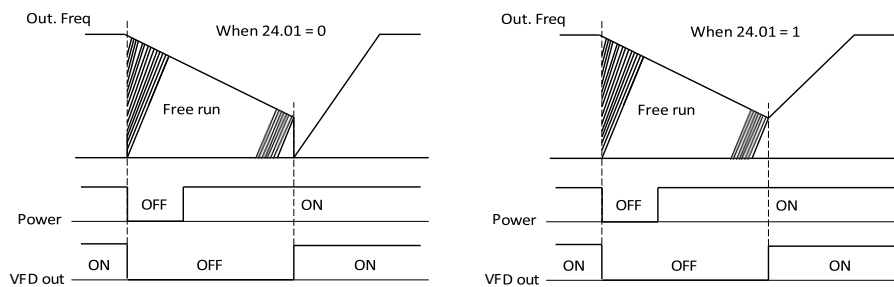 Out. Freq
When 24.01 = 0
Free run
OFF
ON
Power
ON
OFF
ON
VFD out
Out. Freq
When 24.01 = 1
Free run
OFF
ON
Power
ON
OFF
ON
VFD out